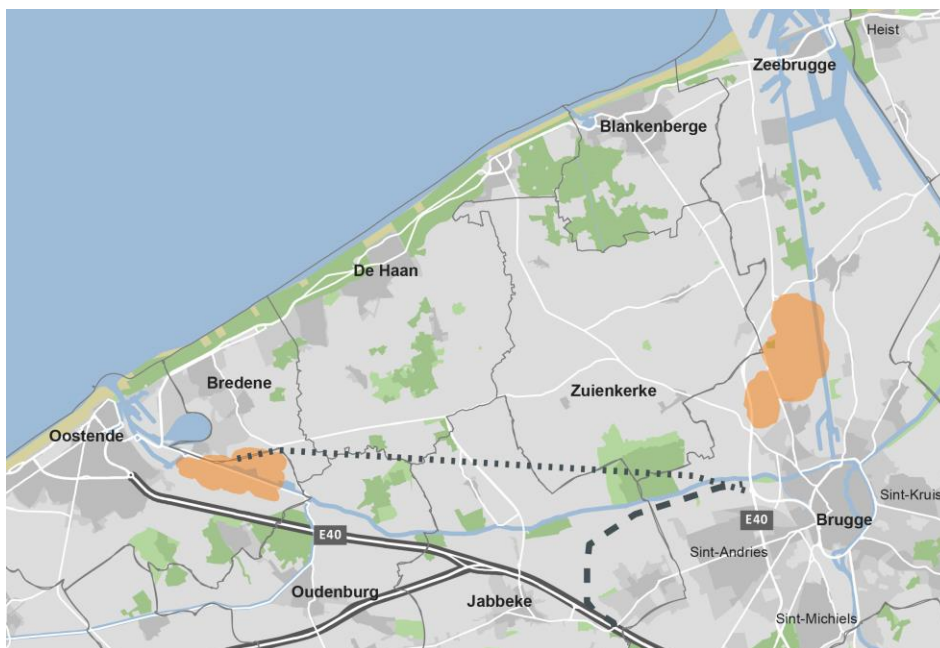 Heist
Zeebrugge
Blankenberge
De Haan
Bredene
Zuienkerke
Oostende
Sint-Kruis
E40
Brugge
E40
Sint-Andries
Oudenburg
Jabbeke
Sint-Michiels